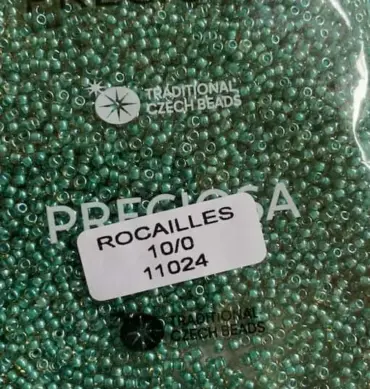 TRADITIONAL
CZECH BEADS
PRECIOSA
ROCAILLES
10/0
11024
TRADITIONAL
CZECH BEADS